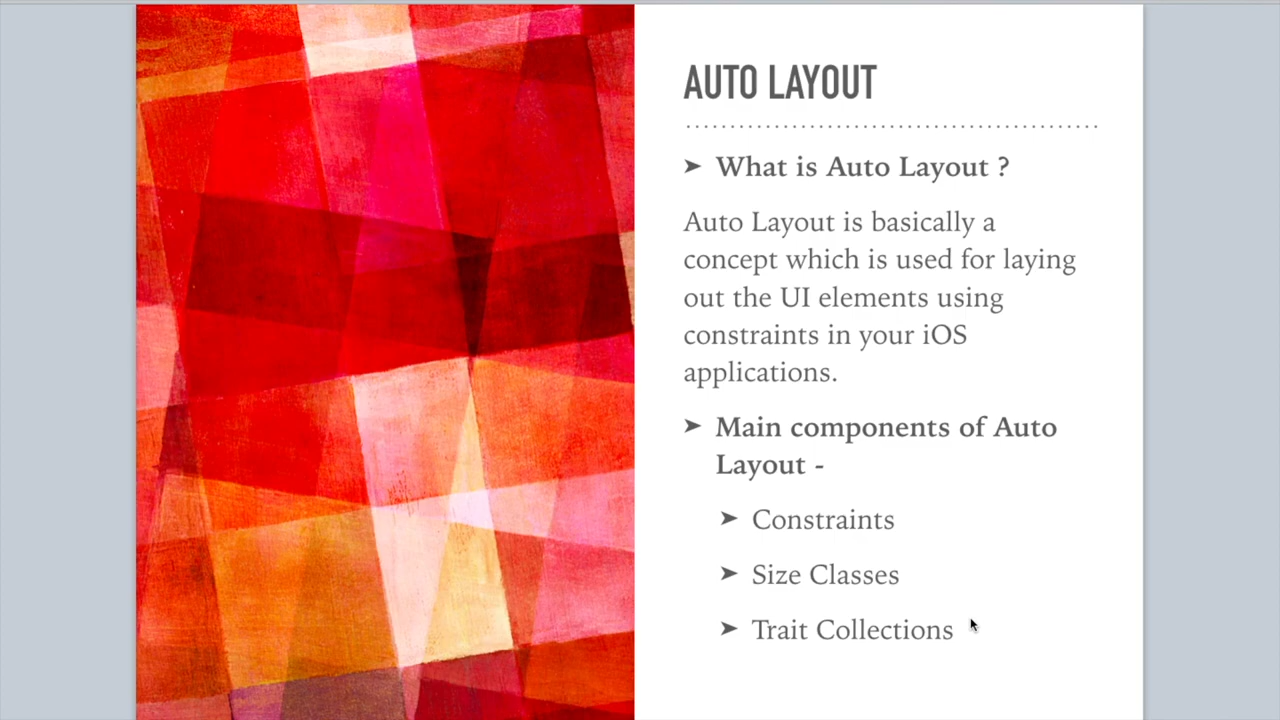 AUTO LAYOUT
➤ What is Auto Layout ?
Auto Layout is basically a
concept which is used for laying
out the UI elements using
constraints in your iOS
applications.
➤ Main components of Auto
Layout -
➤ Constraints
➤ Size Classes
➤ Trait Collections